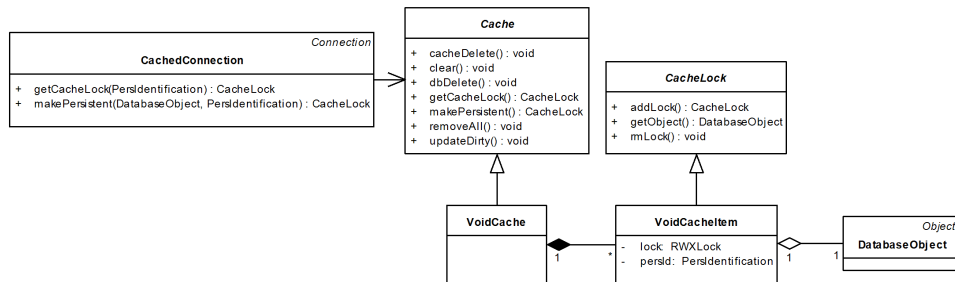 Connection
CachedConnection
+ getCacheLock(PersIdentification) : CacheLock
+ makePersistent(DatabaseObject, PersIdentification) : CacheLock
Cache
+ cacheDelete() : void
+ clear() : void
+ dbDelete() : void
+ getCacheLock() : CacheLock
+ makePersistent() : CacheLock
+ removeAll() : void
+ updateDirty() : void
CacheLock
+ addLock() : CacheLock
+ getObject() : DatabaseObject
+ rmLock() : void
VoidCache
1
*
VoidCacheItem
- lock: RWXLock
- persId: PersIdentification
1
1
Object
DatabaseObject